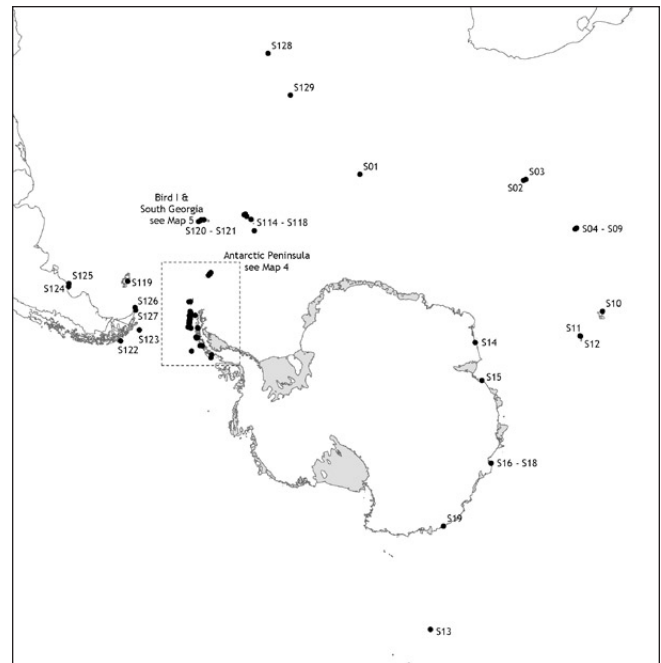 S128
S129
S01
S03
S02
Bird I &
South Georgia
see Map 5
S114 - S118
S120 - S121
S04 - S09
Antarctic Peninsula
see Map 4
S125
S124
S119
S126
S127
S123
S122
S10
S11
S12
S14
S15
S16 - S18
S19
S13